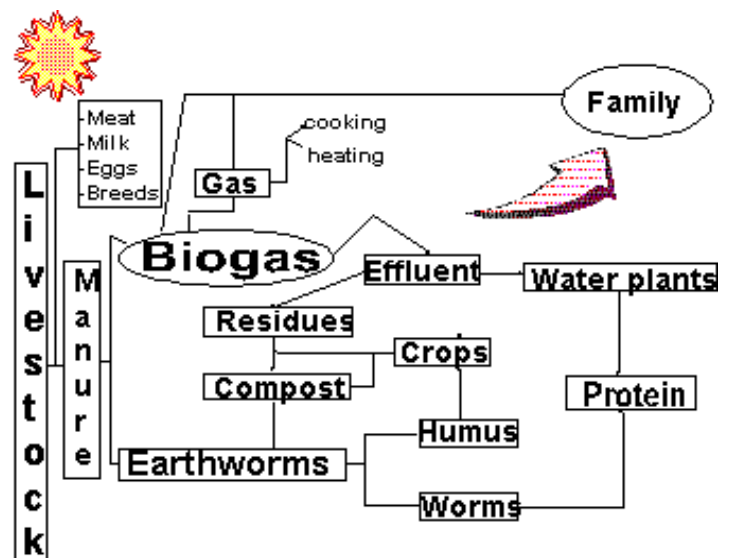 Family
-Meat
-Milk
-Eggs
-Breeds
cooking
heating
Gas
Livestock
Biogas
Manure
Effluent
Water plants
Residues
Crops
Compost
Protein
Humus
Earthworms
Worms